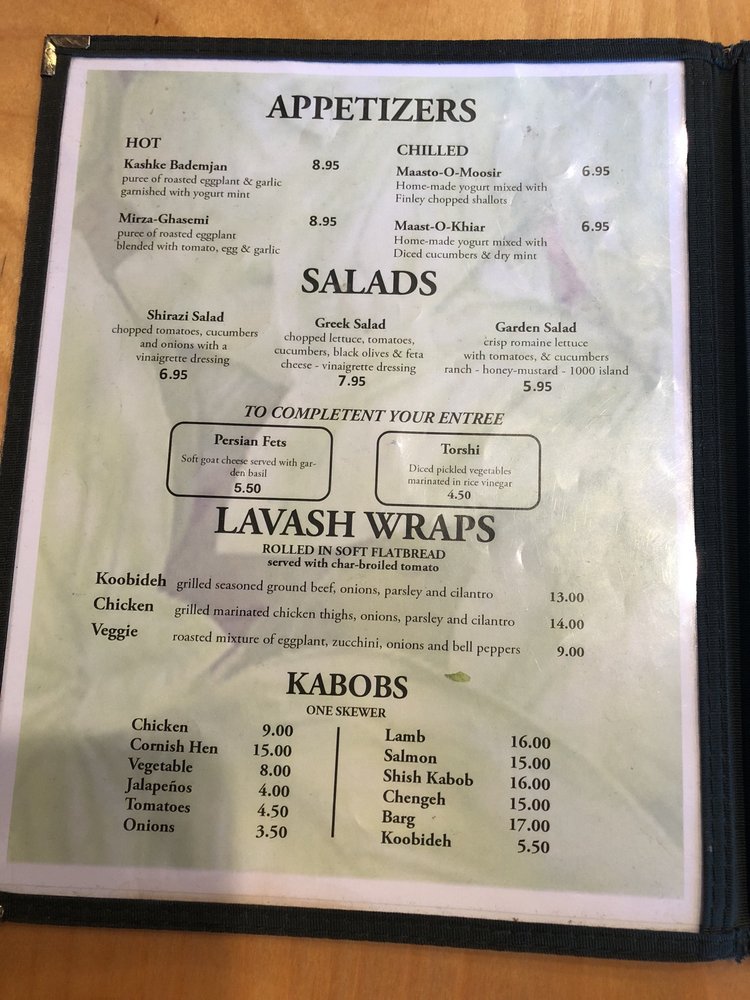 APPETIZERS
HOT
Kashke Bademjan 8.95
puree of roasted eggplant & garlic
garnished with yogurt mint
Mirza-Ghasemi 8.95
puree of roasted eggplant
blended with tomato, egg & garlic
CHILLED
Maasto-O-Moosir 6.95
Home-made yogurt mixed with
Finley chopped shallots
Maast-O-Khiar 6.95
Home-made yogurt mixed with
Diced cucumbers & dry mint
SALADS
Shirazi Salad
chopped tomatoes, cucumbers
and onions with a
vinaigrette dressing
6.95
Greek Salad
chopped lettuce, tomatoes,
cucumbers, black olives & feta
cheese - vinaigrette dressing
7.95
Garden Salad
crisp romaine lettuce
with tomatoes, & cucumbers
ranch - honey-mustard - 1000 island
5.95
TO COMPLETENT YOUR ENTREE
Persian Fets
Soft goat cheese served with gar-
den basil
5.50
Torshi
Diced pickled vegetables
marinated in rice vinegar
4.50
LAVASH WRAPS
ROLLED IN SOFT FLATBREAD
served with char-broiled tomato
Koobideh grilled seasoned ground beef, onions, parsley and cilantro 13.00
Chicken grilled marinated chicken thighs, onions, parsley and cilantro 14.00
Veggie roasted mixture of eggplant, zucchini, onions and bell peppers 9.00
KABOBS
ONE SKEWER
Chicken 9.00
Cornish Hen 15.00
Vegetable 8.00
Jalapeños 4.00
Tomatoes 4.50
Onions 3.50
Lamb 16.00
Salmon 15.00
Shish Kabob 16.00
Chengeh 15.00
Barg 17.00
Koobideh 5.50